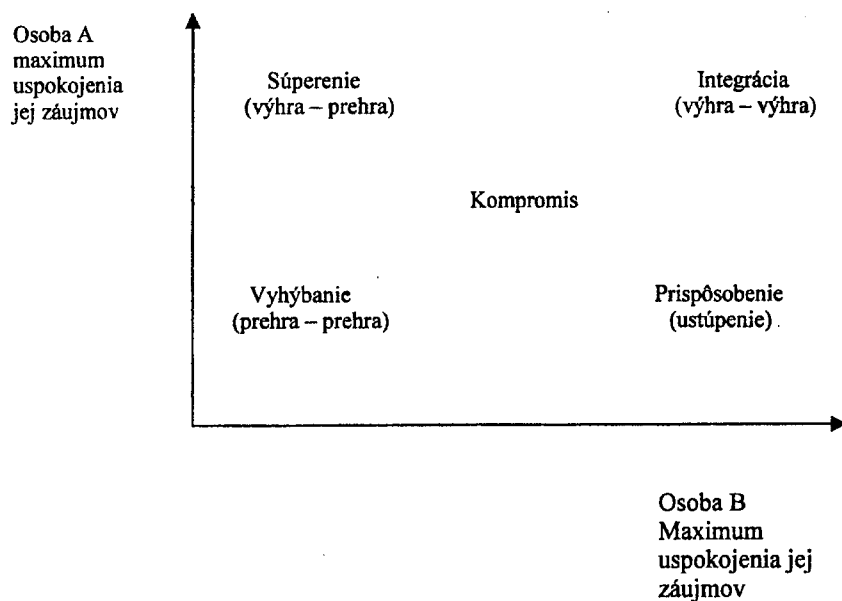 Osoba A
maximum
uspokojenia
jej záujmov
Súperenie
(výhra – prehra)
Integrácia
(výhra – výhra)
Kompromis
Vyhýbanie
(prehra – prehra)
Prispôsobenie
(ustúpenie)
Osoba B
Maximum
uspokojenia jej
záujmov